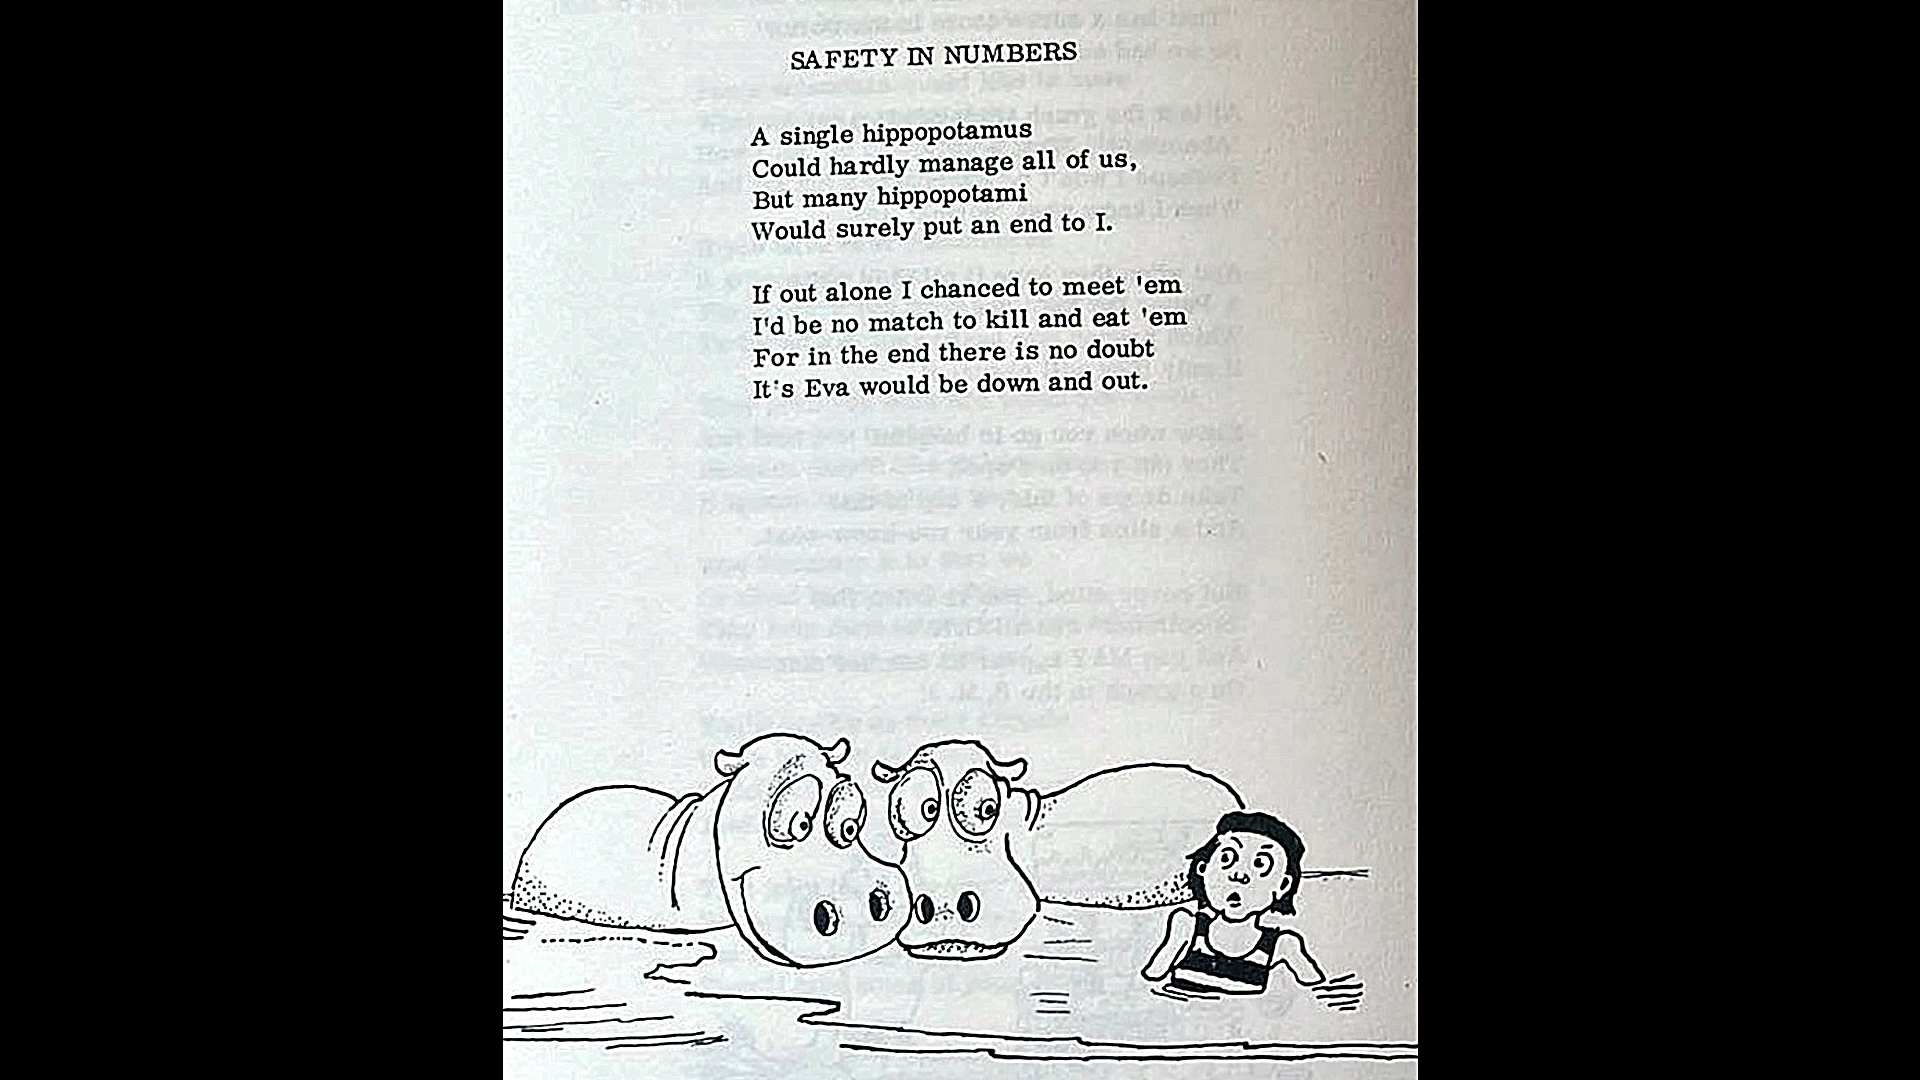 SAFETY IN NUMBERS
A single hippopotamus
Could hardly manage all of us,
But many hippopotami
Would surely put an end to I.
If out alone I chanced to meet 'em
I'd be no match to kill and eat 'em
For in the end there is no doubt
It's Eva would be down and out.